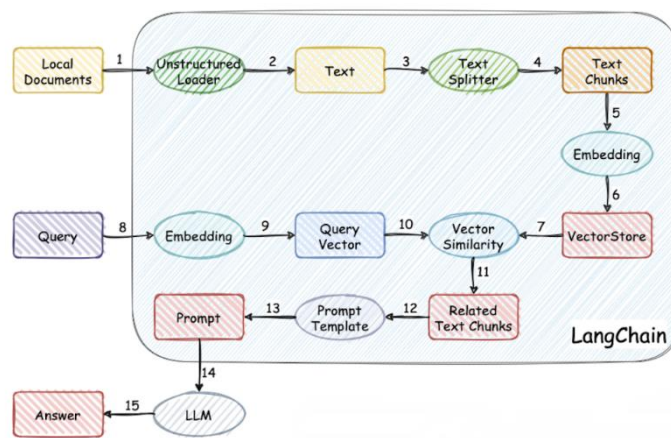 1
2
3
4
Local
Documents
Unstructured
Loader
Text
Text
Splitter
Text
Chunks
5
Embedding
6
8
9
10
7
Query
Embedding
Query
Vector
Vector
Similarity
VectorStore
11
13
12
Prompt
Prompt
Template
Related
Text Chunks
LangChain
14
15
Answer
LLM